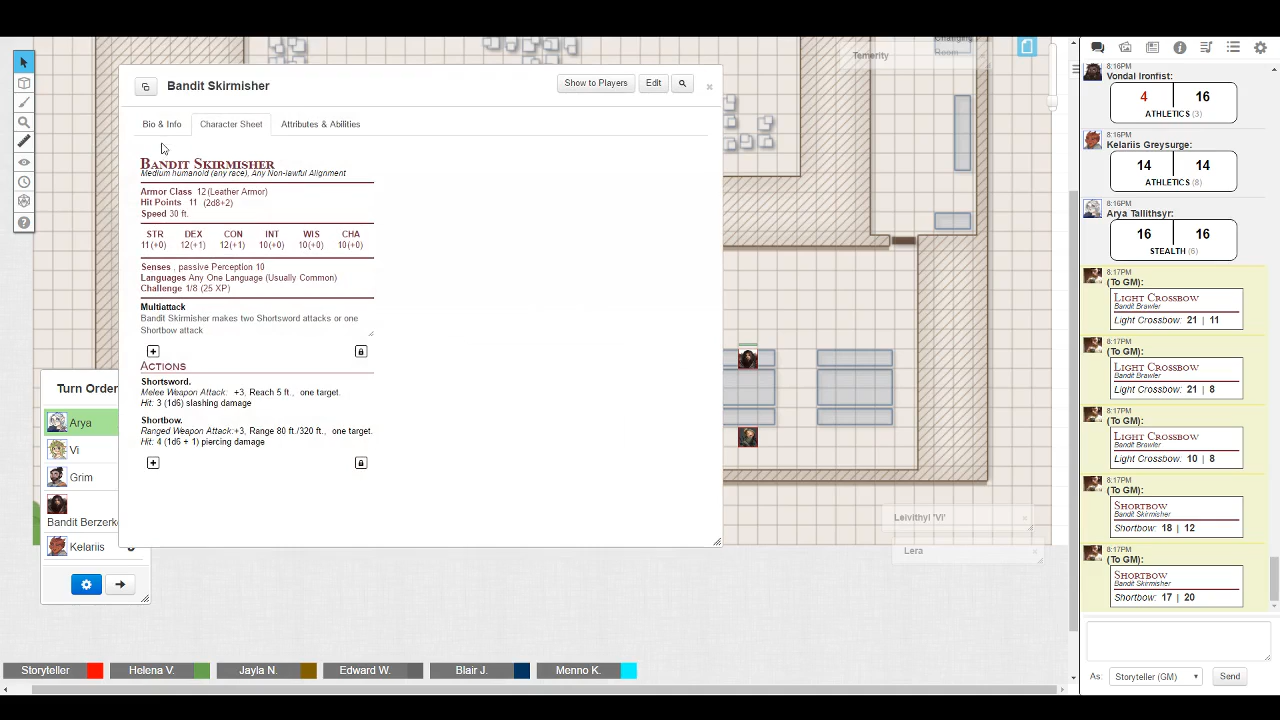 Temerity
Changing
Room
Bandit Skirmisher
Show to Players
Edit
Bio & Info
Character Sheet
Attributes & Abilities
Bandit Skirmisher
Medium humanoid (any race), Any Non-lawful Alignment
Armor Class 12 (Leather Armor)
Hit Points 11 (2d8+2)
Speed 30 ft.
STR DEX CON INT WIS CHA
11(+0) 12(+1) 12(+1) 10(+0) 10(+0) 10(+0)
Senses , passive Perception 10
Languages Any One Language (Usually Common)
Challenge 1/8 (25 XP)
Multiattack
Bandit Skirmisher makes two Shortsword attacks or one
Shortbow attack
Actions
Shortsword.
Melee Weapon Attack: +3, Reach 5 ft., one target.
Hit: 3 (1d6) slashing damage
Shortbow.
Ranged Weapon Attack:+3, Range 80 ft./320 ft., one target.
Hit: 4 (1d6 + 1) piercing damage
Turn Order
Arya
Vi
Grim
Bandit Berzerk
Kelariis
Leivithyl 'Vi'
Lera
Storyteller
Helena V.
Jayla N.
Edward W.
Blair J.
Menno K.
8:16PM
Vondal Ironfist:
4 16
ATHLETICS (3)
8:16PM
Kelariis Greysurge:
14 14
ATHLETICS (8)
8:16PM
Arya Tallithsyr:
16 16
STEALTH (6)
8:17PM
(To GM):
Light Crossbow
Bandit Brawler
Light Crossbow: 21 | 11
8:17PM
(To GM):
Light Crossbow
Bandit Brawler
Light Crossbow: 21 | 8
8:17PM
(To GM):
Light Crossbow
Bandit Brawler
Light Crossbow: 10 | 8
8:17PM
(To GM):
Shortbow
Bandit Skirmisher
Shortbow: 18 | 12
8:17PM
(To GM):
Shortbow
Bandit Skirmisher
Shortbow: 17 | 20
As:
Storyteller (GM)
Send